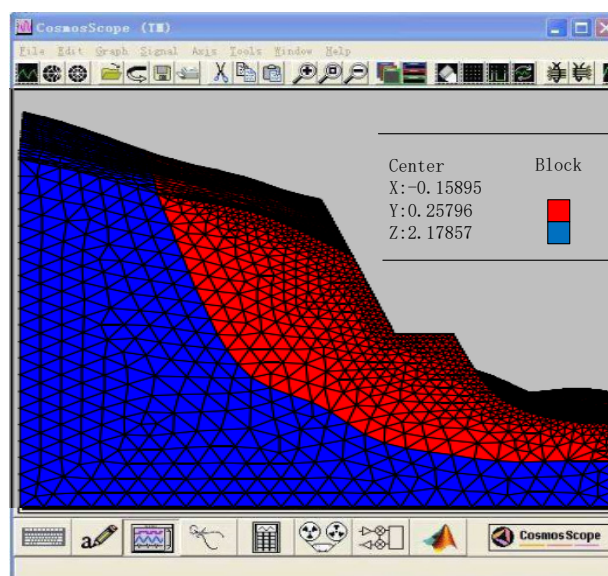 CosmosScope (TM)
File Edit Graph Signal Axis Tools Window Help
Center Block
X:-0.15895
Y:0.25796
Z:2.17857
a
CosmosScope